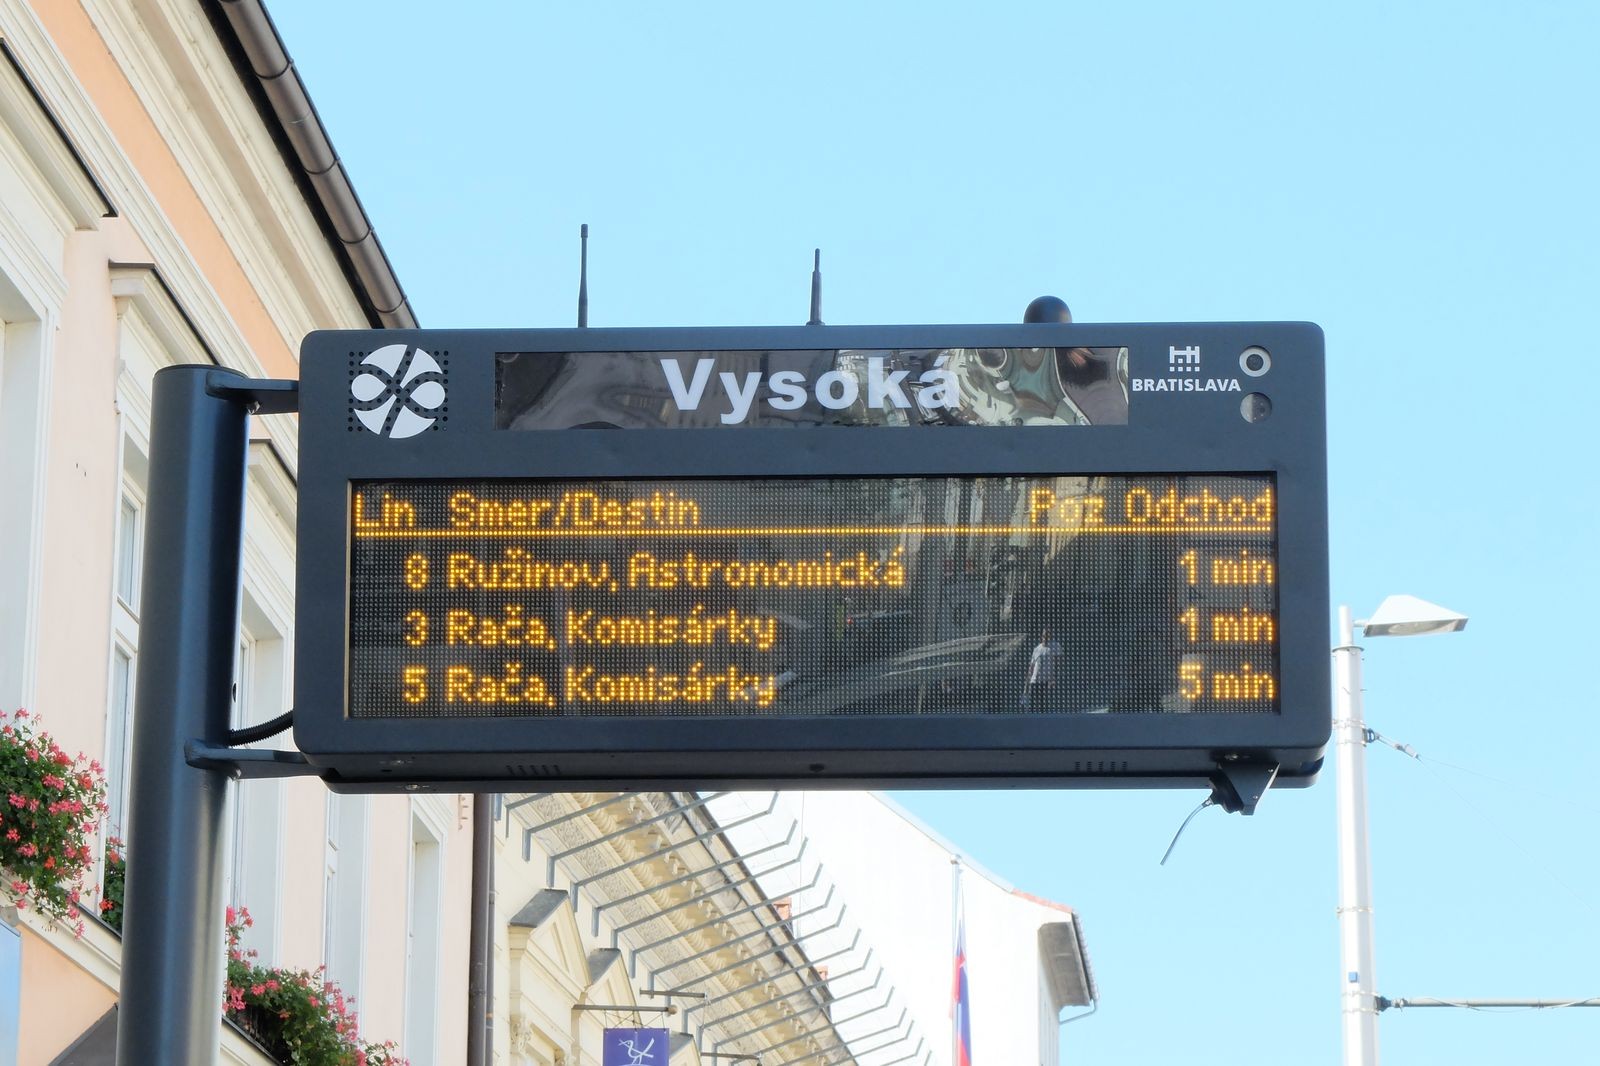 Vysoká
BRATISLAVA
Lin Smer/Destin Poz Odchod
8 Ružinov, Astronomická 1 min
3 Rača, Komisárky 1 min
5 Rača, Komisárky 5 min